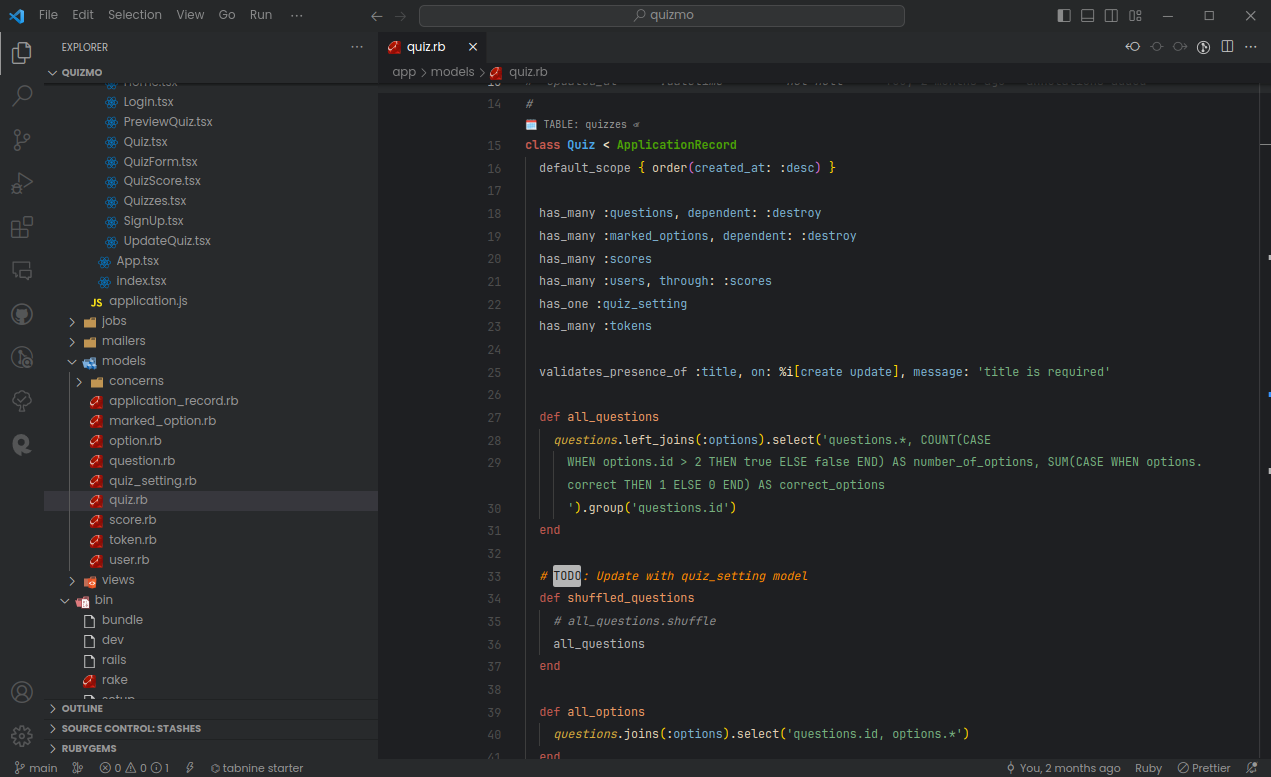 File Edit Selection View Go Run ··· quizmo
EXPLORER ···
QUIZMO
Home.tsx
Login.tsx
PreviewQuiz.tsx
Quiz.tsx
QuizForm.tsx
QuizScore.tsx
Quizzes.tsx
SignUp.tsx
UpdateQuiz.tsx
App.tsx
index.tsx
JS application.js
jobs
mailers
models
concerns
application_record.rb
marked_option.rb
option.rb
question.rb
quiz_setting.rb
quiz.rb
score.rb
token.rb
user.rb
views
bin
bundle
dev
rails
rake
setup
OUTLINE
SOURCE CONTROL: STASHES
RUBYGEMS
quiz.rb
app > models > quiz.rb
14 #
TABLE: quizzes
15 class Quiz < ApplicationRecord
16 default_scope { order(created_at: :desc) }
17
18 has_many :questions, dependent: :destroy
19 has_many :marked_options, dependent: :destroy
20 has_many :scores
21 has_many :users, through: :scores
22 has_one :quiz_setting
23 has_many :tokens
24
25 validates_presence_of :title, on: %i[create update], message: 'title is required'
26
27 def all_questions
28 questions.left_joins(:options).select('questions.*, COUNT(CASE
29 WHEN options.id > 2 THEN true ELSE false END) AS number_of_options, SUM(CASE WHEN options.
correct THEN 1 ELSE 0 END) AS correct_options
30 ').group('questions.id')
31 end
32
33 # TODO: Update with quiz_setting model
34 def shuffled_questions
35 # all_questions.shuffle
36 all_questions
37 end
38
39 def all_options
40 questions.joins(:options).select('questions.id, options.*')
41 end
main 0 0 1 tabnine starter You, 2 months ago Ruby Prettier